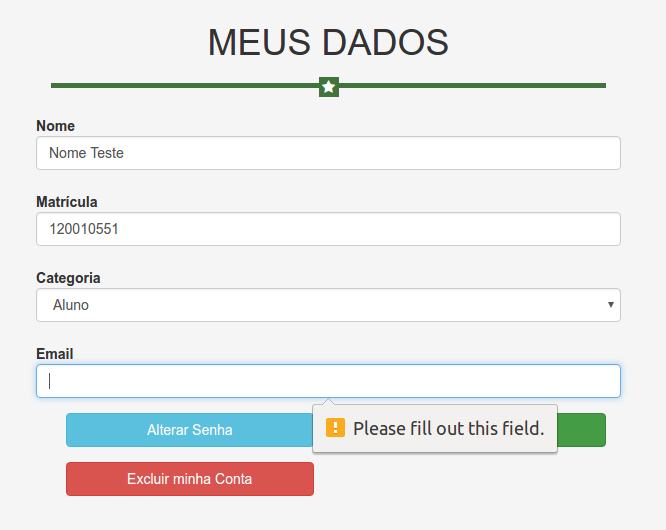 MEUS DADOS
Nome
Nome Teste
Matrícula
120010551
Categoria
Aluno
Email
Alterar Senha
Please fill out this field.
Excluir minha Conta